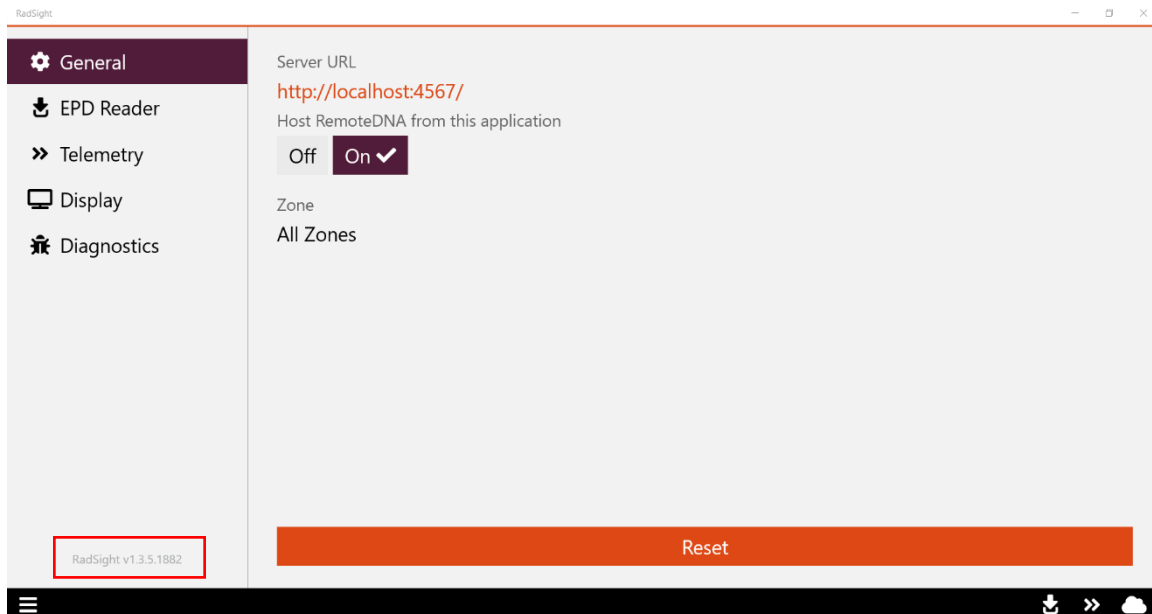 RadSight
General
EPD Reader
Telemetry
Display
Diagnostics
RadSight v1.3.5.1882
Server URL
http://localhost:4567/
Host RemoteDNA from this application
Off On
Zone
All Zones
Reset